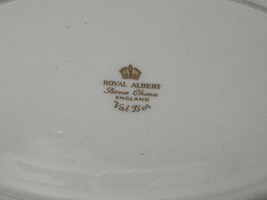 ROYAL ALBERT
Bone China
ENGLAND
Val D'or